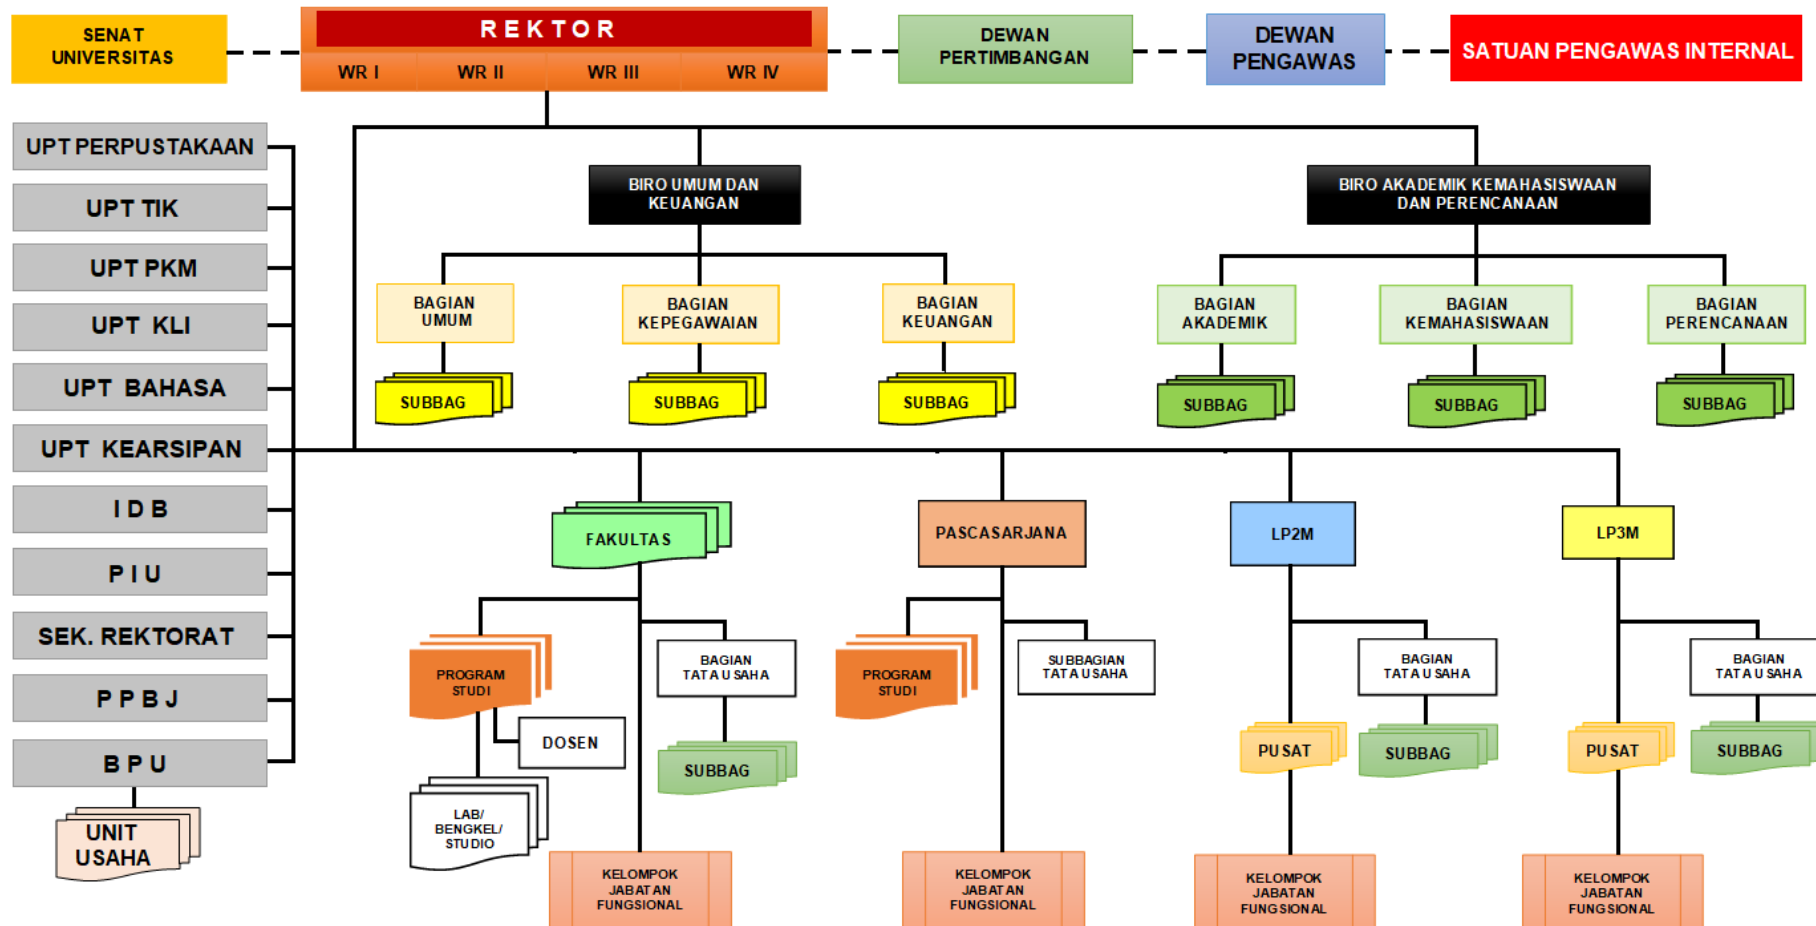 SENAT
UNIVERSITAS
REKTOR
WR I
WR II
WR III
WR IV
DEWAN
PERTIMBANGAN
DEWAN
PENGAWAS
SATUAN PENGAWAS INTERNAL
UPT PERPUSTAKAAN
UPT TIK
UPT PKM
UPT KLI
UPT BAHASA
UPT KEARSIPAN
I D B
P I U
SEK. REKTORAT
P P B J
B P U
UNIT
USAHA
BIRO UMUM DAN
KEUANGAN
BIRO AKADEMIK KEMAHASISWAAN
DAN PERENCANAAN
BAGIAN
UMUM
BAGIAN
KEPEGAWAIAN
BAGIAN
KEUANGAN
BAGIAN
AKADEMIK
BAGIAN
KEMAHASISWAAN
BAGIAN
PERENCANAAN
SUBBAG
SUBBAG
SUBBAG
SUBBAG
SUBBAG
SUBBAG
FAKULTAS
PASCASARJANA
LP2M
LP3M
PROGRAM
STUDI
BAGIAN
TATA USAHA
DOSEN
SUBBAG
LAB/
BENGKEL/
STUDIO
PROGRAM
STUDI
SUBBAGIAN
TATA USAHA
BAGIAN
TATA USAHA
PUSAT
SUBBAG
BAGIAN
TATA USAHA
PUSAT
SUBBAG
KELOMPOK
JABATAN
FUNGSIONAL
KELOMPOK
JABATAN
FUNGSIONAL
KELOMPOK
JABATAN
FUNGSIONAL
KELOMPOK
JABATAN
FUNGSIONAL